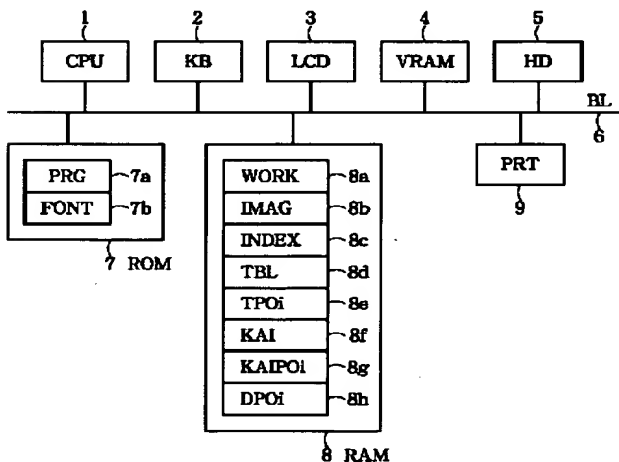 1 2 3 4 5
CPU KB LCD VRAM HD
BL
6
PRG 7a
FONT 7b
7 ROM
WORK 8a
IMAG 8b
INDEX 8c
TBL 8d
TPOi 8e
KAI 8f
KAIPOi 8g
DPOi 8h
8 RAM
PRT
9